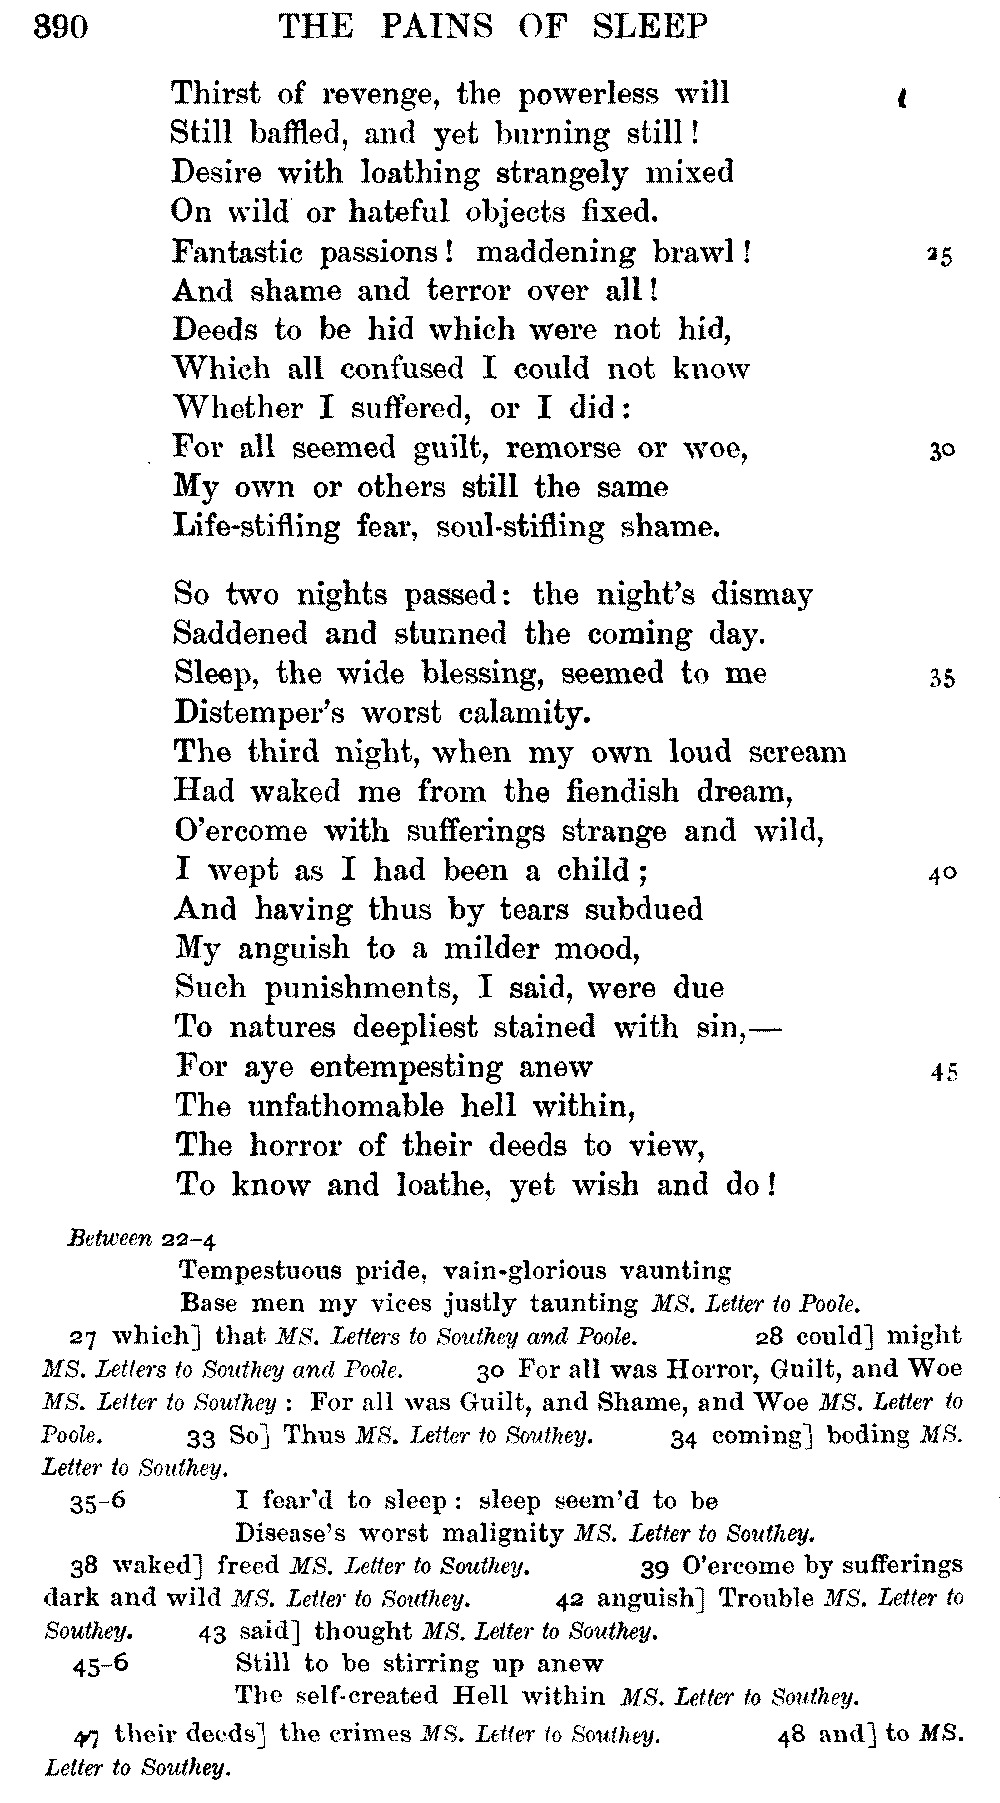 390 THE PAINS OF SLEEP
Thirst of revenge, the powerless will
Still baffled, and yet burning still!
Desire with loathing strangely mixed
On wild or hateful objects fixed.
Fantastic passions! maddening brawl! 25
And shame and terror over all!
Deeds to be hid which were not hid,
Which all confused I could not know
Whether I suffered, or I did:
For all seemed guilt, remorse or woe, 30
My own or others still the same
Life-stifling fear, soul-stifling shame.
So two nights passed: the night's dismay
Saddened and stunned the coming day.
Sleep, the wide blessing, seemed to me 35
Distemper's worst calamity.
The third night, when my own loud scream
Had waked me from the fiendish dream,
O'ercome with sufferings strange and wild,
I wept as I had been a child; 40
And having thus by tears subdued
My anguish to a milder mood,
Such punishments, I said, were due
To natures deepliest stained with sin,—
For aye entempesting anew 45
The unfathomable hell within,
The horror of their deeds to view,
To know and loathe, yet wish and do!
Between 22-4
Tempestuous pride, vain-glorious vaunting
Base men my vices justly taunting MS. Letter to Poole.
27 which] that MS. Letters to Southey and Poole. 28 could] might
MS. Letters to Southey and Poole. 30 For all was Horror, Guilt, and Woe
MS. Letter to Southey: For all was Guilt, and Shame, and Woe MS. Letter to
Poole. 33 So] Thus MS. Letter to Southey. 34 coming] boding MS.
Letter to Southey.
35-6 I fear'd to sleep: sleep seem'd to be
Disease's worst malignity MS. Letter to Southey.
38 waked] freed MS. Letter to Southey. 39 O'ercome by sufferings
dark and wild MS. Letter to Southey. 42 anguish] Trouble MS. Letter to
Southey. 43 said] thought MS. Letter to Southey.
45-6 Still to be stirring up anew
The self-created Hell within MS. Letter to Southey.
47 their deeds] the crimes MS. Letter to Southey. 48 and] to MS.
Letter to Southey.